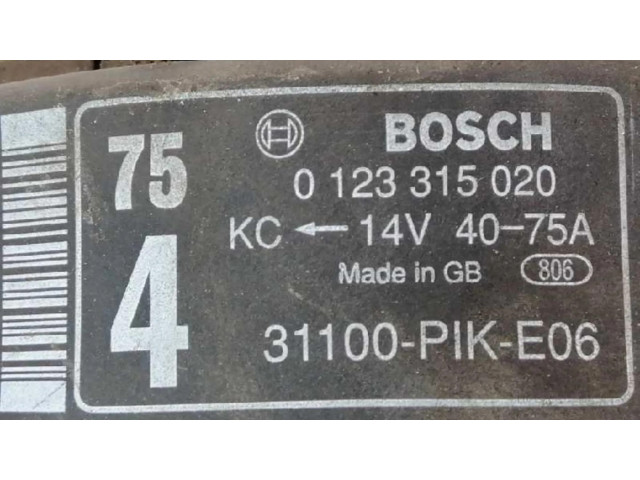 75
BOSCH
0 123 315 020
KC ← 14V 40-75A
Made in GB 806
4
31100-PIK-E06